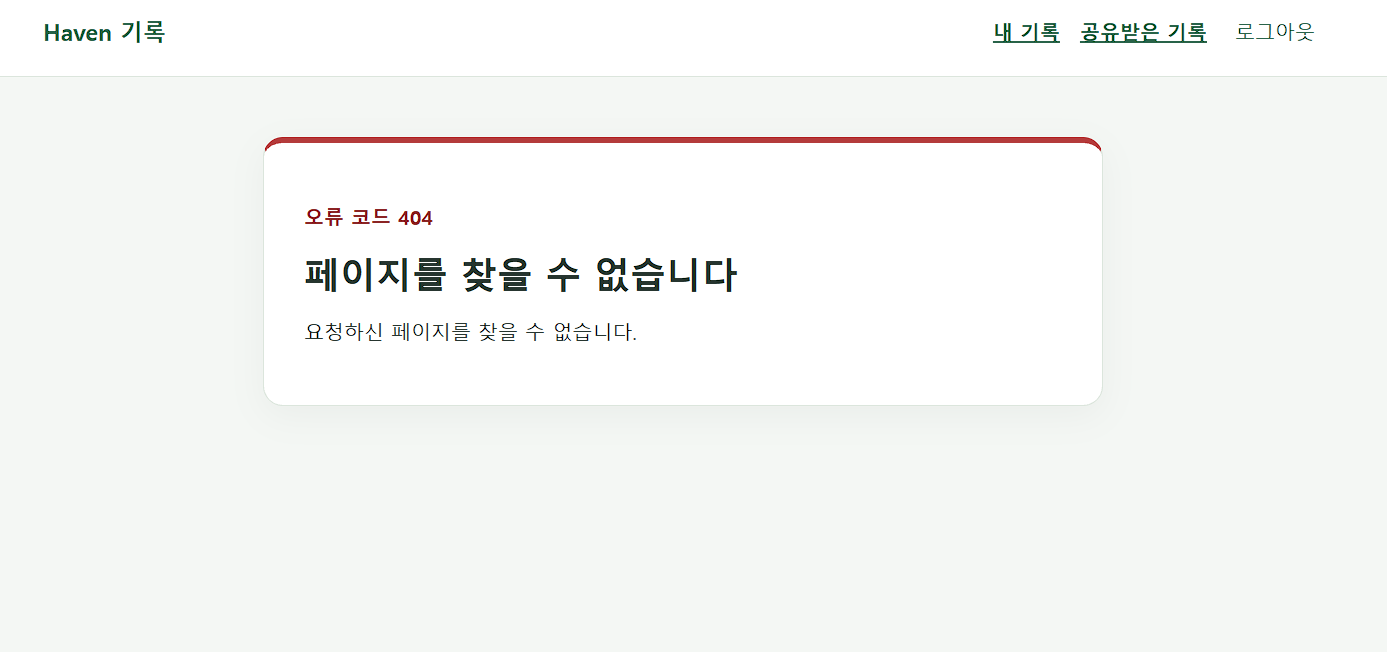 Haven 기록
내 기록 공유받은 기록 로그아웃
오류 코드 404
페이지를 찾을 수 없습니다
요청하신 페이지를 찾을 수 없습니다.